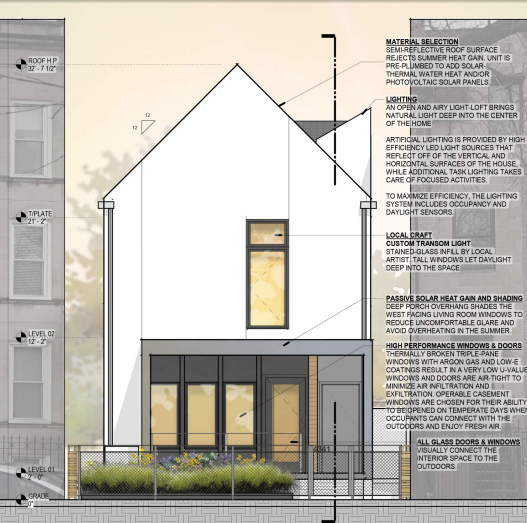 ROOF H.P.
32' - 7 1/2"
12
12
T/PLATE
21' - 2"
LEVEL 02
12' - 2"
LEVEL 01
2' - 0"
GRADE
0"
4341
MATERIAL SELECTION
SEMI-REFLECTIVE ROOF SURFACE
REJECTS SUMMER HEAT GAIN. UNIT IS
PRE-PLUMBED TO ADD SOLAR-
THERMAL WATER HEAT AND/OR
PHOTOVOLTAIC SOLAR PANELS.
LIGHTING
AN OPEN AND AIRY LIGHT-LOFT BRINGS
NATURAL LIGHT DEEP INTO THE CENTER
OF THE HOME
ARTIFICIAL LIGHTING IS PROVIDED BY HIGH
EFFICIENCY LED LIGHT SOURCES THAT
REFLECT OFF OF THE VERTICAL AND
HORIZONTAL SURFACES OF THE HOUSE,
WHILE ADDITIONAL TASK LIGHTING TAKES
CARE OF FOCUSED ACTIVITIES.
TO MAXIMIZE EFFICIENCY, THE LIGHTING
SYSTEM INCLUDES OCCUPANCY AND
DAYLIGHT SENSORS.
LOCAL CRAFT
CUSTOM TRANSOM LIGHT
STAINED-GLASS INFILL BY LOCAL
ARTIST. TALL WINDOWS LET DAYLIGHT
DEEP INTO THE SPACE
PASSIVE SOLAR HEAT GAIN AND SHADING
DEEP PORCH OVERHANG SHADES THE
WEST FACING LIVING ROOM WINDOWS TO
REDUCE UNCOMFORTABLE GLARE AND
AVOID OVERHEATING IN THE SUMMER.
HIGH PERFORMANCE WINDOWS & DOORS
THERMALLY BROKEN TRIPLE-PANE
WINDOWS WITH ARGON GAS AND LOW-E
COATINGS RESULT IN A VERY LOW U-VALUE
WINDOWS AND DOORS ARE AIR-TIGHT TO
MINIMIZE AIR INFILTRATION AND
EXFILTRATION. OPERABLE CASEMENT
WINDOWS ARE CHOSEN FOR THEIR ABILITY
TO BE OPENED ON TEMPERATE DAYS WHEN
OCCUPANTS CAN CONNECT WITH THE
OUTDOORS AND ENJOY FRESH AIR.
ALL GLASS DOORS & WINDOWS
VISUALLY CONNECT THE
INTERIOR SPACE TO THE
OUTDOORS.